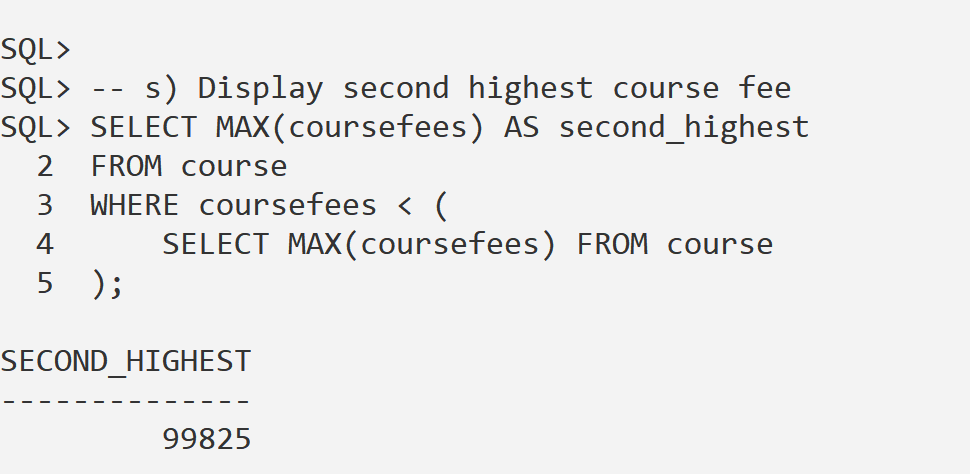 SQL>
SQL> -- s) Display second highest course fee
SQL> SELECT MAX(coursefees) AS second_highest
  2  FROM course
  3  WHERE coursefees < (
  4      SELECT MAX(coursefees) FROM course
  5  );

SECOND_HIGHEST
--------------
         99825